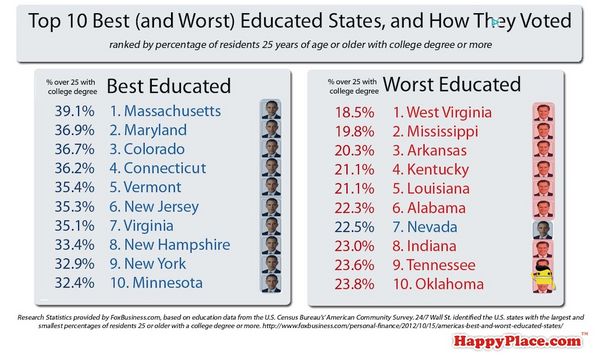 Top 10 Best (and Worst) Educated States, and How They Voted
ranked by percentage of residents 25 years of age or older with college degree or more
% over 25 with
college degree
Best Educated
39.1% 1. Massachusetts
36.9% 2. Maryland
36.7% 3. Colorado
36.2% 4. Connecticut
35.4% 5. Vermont
35.3% 6. New Jersey
35.1% 7. Virginia
33.4% 8. New Hampshire
32.9% 9. New York
32.4% 10. Minnesota
% over 25 with
college degree
Worst Educated
18.5% 1. West Virginia
19.8% 2. Mississippi
20.3% 3. Arkansas
21.1% 4. Kentucky
21.1% 5. Louisiana
22.3% 6. Alabama
22.5% 7. Nevada
23.0% 8. Indiana
23.6% 9. Tennessee
23.8% 10. Oklahoma
Research Statistics provided by FoxBusiness.com, based on education data from the U.S. Census Bureau's American Community Survey. 24/7 Wall St. identified the U.S. states with the largest and
smallest percentages of residents 25 or older with a college degree or more. http://www.foxbusiness.com/personal-finance/2012/10/15/americas-best-and-worst-educated-states/
HappyPlace.com™